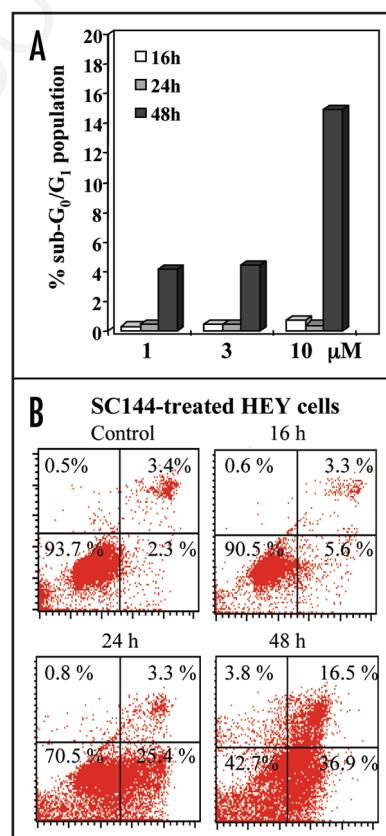 A
% sub-G₀/G₁ population
20
18
16
14
12
10
8
6
4
2
0
16h
24h
48h
1 3 10 µM
B
SC144-treated HEY cells
Control 16 h
0.5% 3.4% 0.6 % 3.3 %
93.7 % 2.3 % 90.5 % 5.6 %
24 h 48 h
0.8 % 3.3 % 3.8 % 16.5 %
70.5 % 25.4 % 42.7% 36.9 %